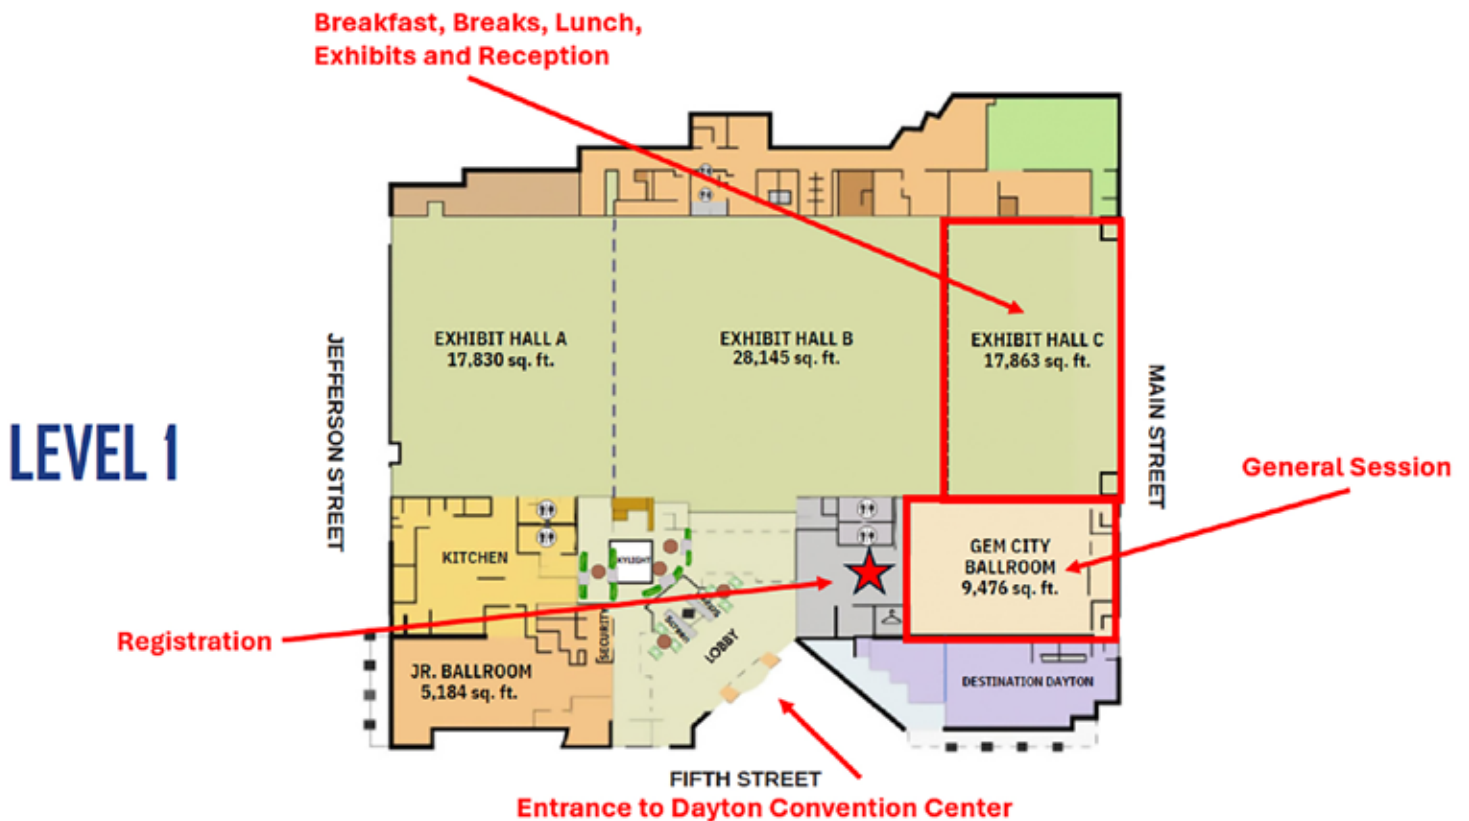 Breakfast, Breaks, Lunch,
Exhibits and Reception
EXHIBIT HALL A
17,830 sq. ft.
EXHIBIT HALL B
28,145 sq. ft.
EXHIBIT HALL C
17,863 sq. ft.
JEFFERSON STREET
MAIN STREET
LEVEL 1
General Session
KITCHEN
GEM CITY
BALLROOM
9,476 sq. ft.
Registration
SECURITY
LOBBY
JR. BALLROOM
5,184 sq. ft.
DESTINATION DAYTON
FIFTH STREET
Entrance to Dayton Convention Center